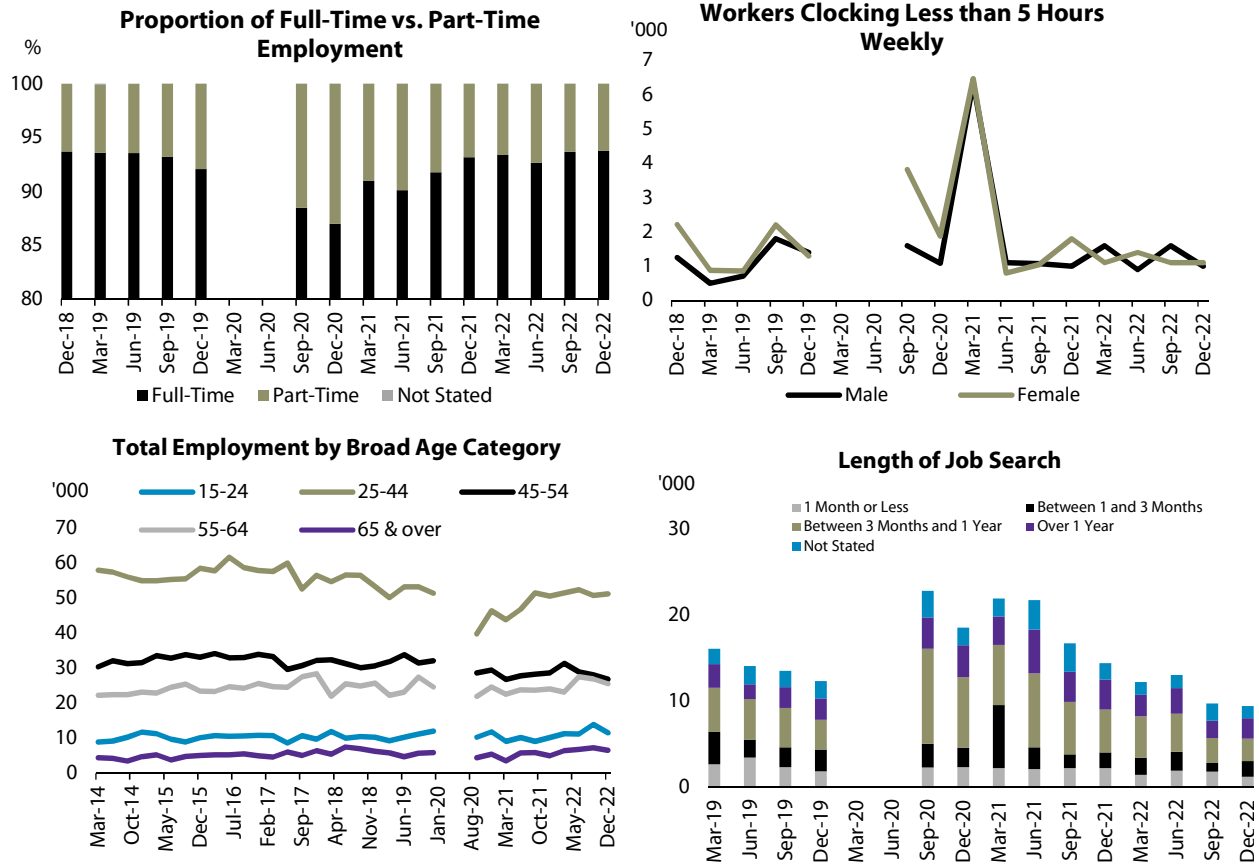 Proportion of Full-Time vs. Part-Time
Employment
%
100
95
90
85
80
Dec-18
Mar-19
Jun-19
Sep-19
Dec-19
Mar-20
Jun-20
Sep-20
Dec-20
Mar-21
Jun-21
Sep-21
Dec-21
Mar-22
Jun-22
Sep-22
Dec-22
Full-Time
Part-Time
Not Stated
Workers Clocking Less than 5 Hours
Weekly
'000
7
6
5
4
3
2
1
0
Dec-18
Mar-19
Jun-19
Sep-19
Dec-19
Mar-20
Jun-20
Sep-20
Dec-20
Mar-21
Jun-21
Sep-21
Dec-21
Mar-22
Jun-22
Sep-22
Dec-22
Male
Female
Total Employment by Broad Age Category
'000
15-24
25-44
45-54
55-64
65 & over
70
60
50
40
30
20
10
0
Mar-14
Oct-14
May-15
Dec-15
Jul-16
Feb-17
Sep-17
Apr-18
Nov-18
Jun-19
Jan-20
Aug-20
Mar-21
Oct-21
May-22
Dec-22
Length of Job Search
'000
1 Month or Less
Between 1 and 3 Months
Between 3 Months and 1 Year
Over 1 Year
Not Stated
30
20
10
0
Mar-19
Jun-19
Sep-19
Dec-19
Mar-20
Jun-20
Sep-20
Dec-20
Mar-21
Jun-21
Sep-21
Dec-21
Mar-22
Jun-22
Sep-22
Dec-22